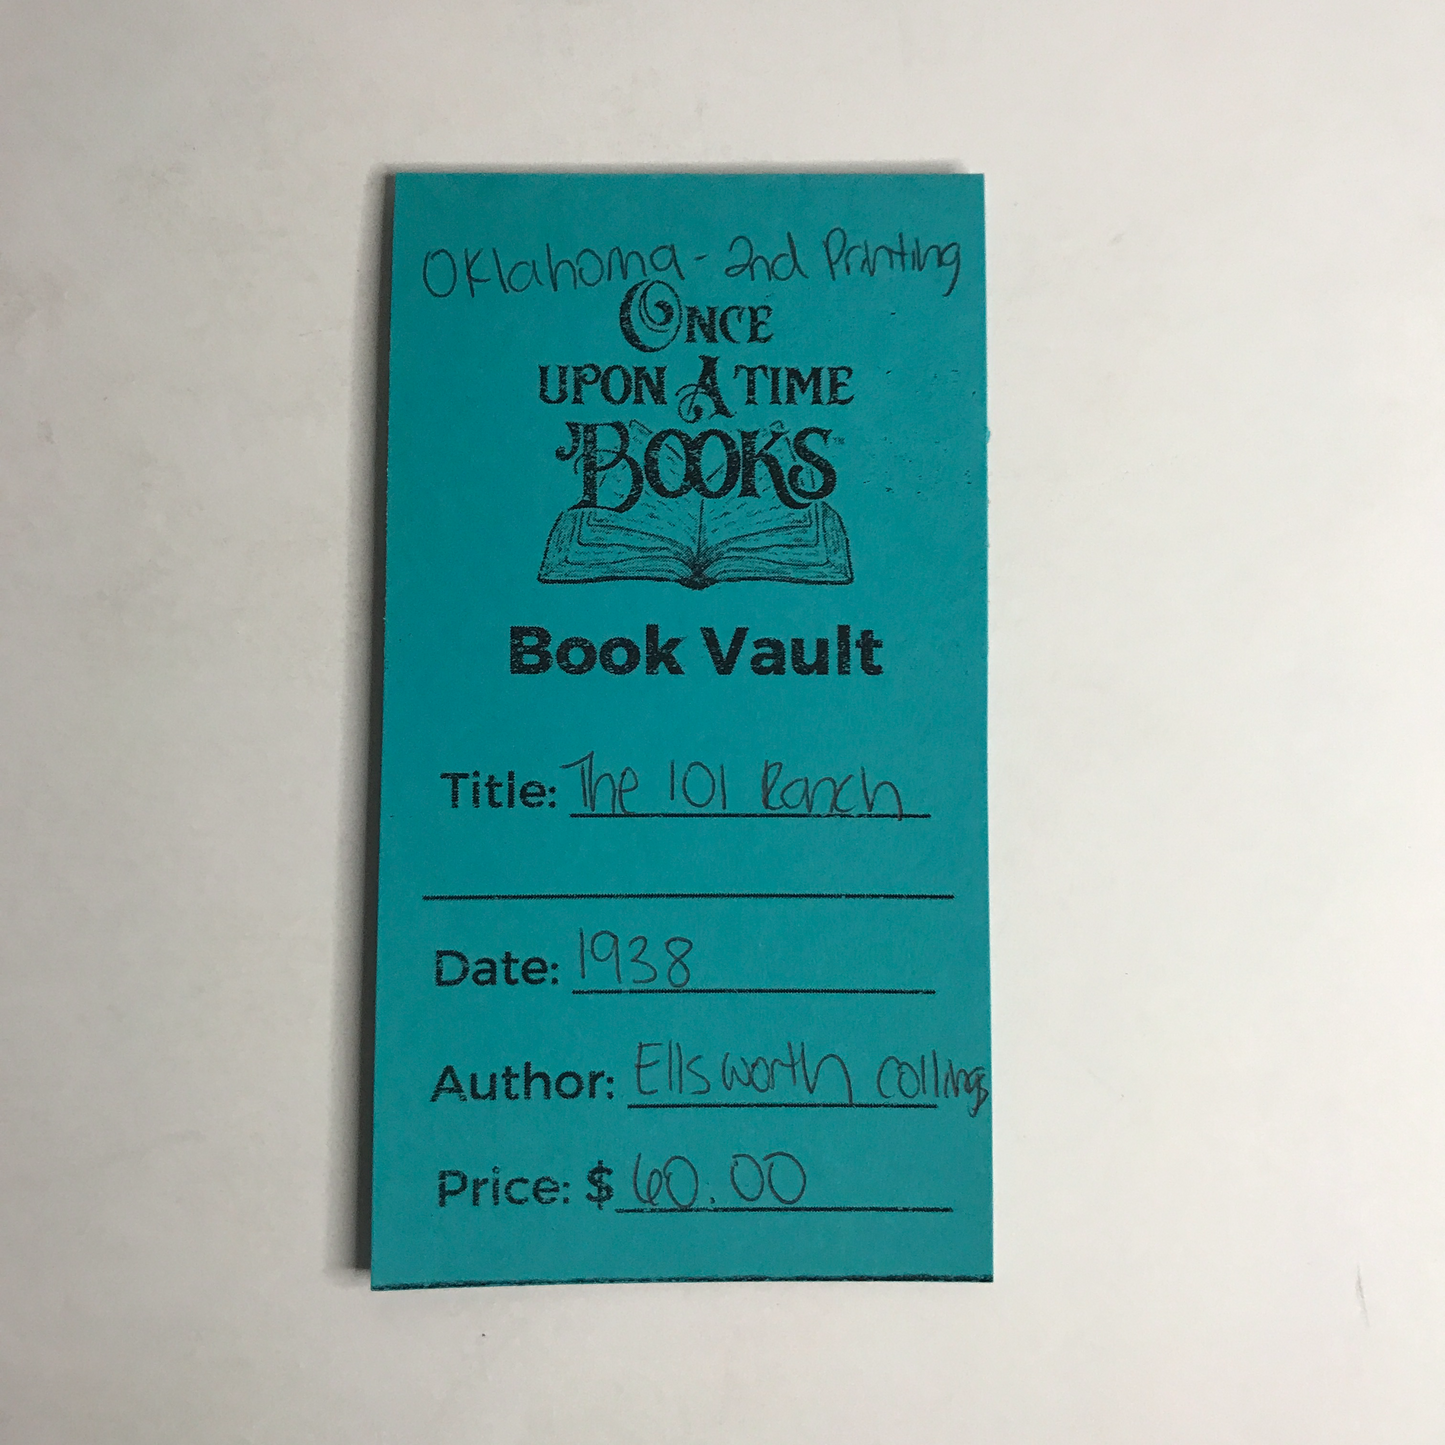 Oklahoma - 2nd Printing
ONCE
UPON A TIME
BOOKS™
Book Vault
Title: The 101 Ranch
Date: 1938
Author: Ellsworth collings
Price: $ 60.00